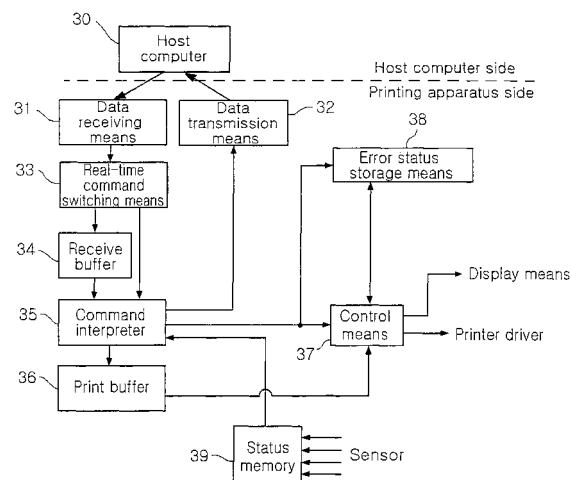 30
Host
computer
Host computer side
Printing apparatus side
31
Data
receiving
means
Data
transmission
means
32
38
Error status
storage means
33
Real-time
command
switching means
34
Receive
buffer
Display means
35
Command
interpreter
Control
means
37
Printer driver
36
Print buffer
39
Status
memory
Sensor